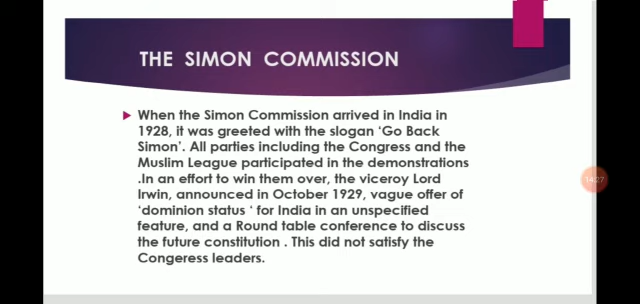 THE SIMON COMMISSION
When the Simon Commission arrived in India in
1928, it was greeted with the slogan ‘Go Back
Simon’. All parties including the Congress and the
Muslim League participated in the demonstrations
.In an effort to win them over, the viceroy Lord
Irwin, announced in October 1929, vague offer of
‘dominion status ‘ for India in an unspecified
feature, and a Round table conference to discuss
the future constitution . This did not satisfy the
Congeress leaders.
14:27